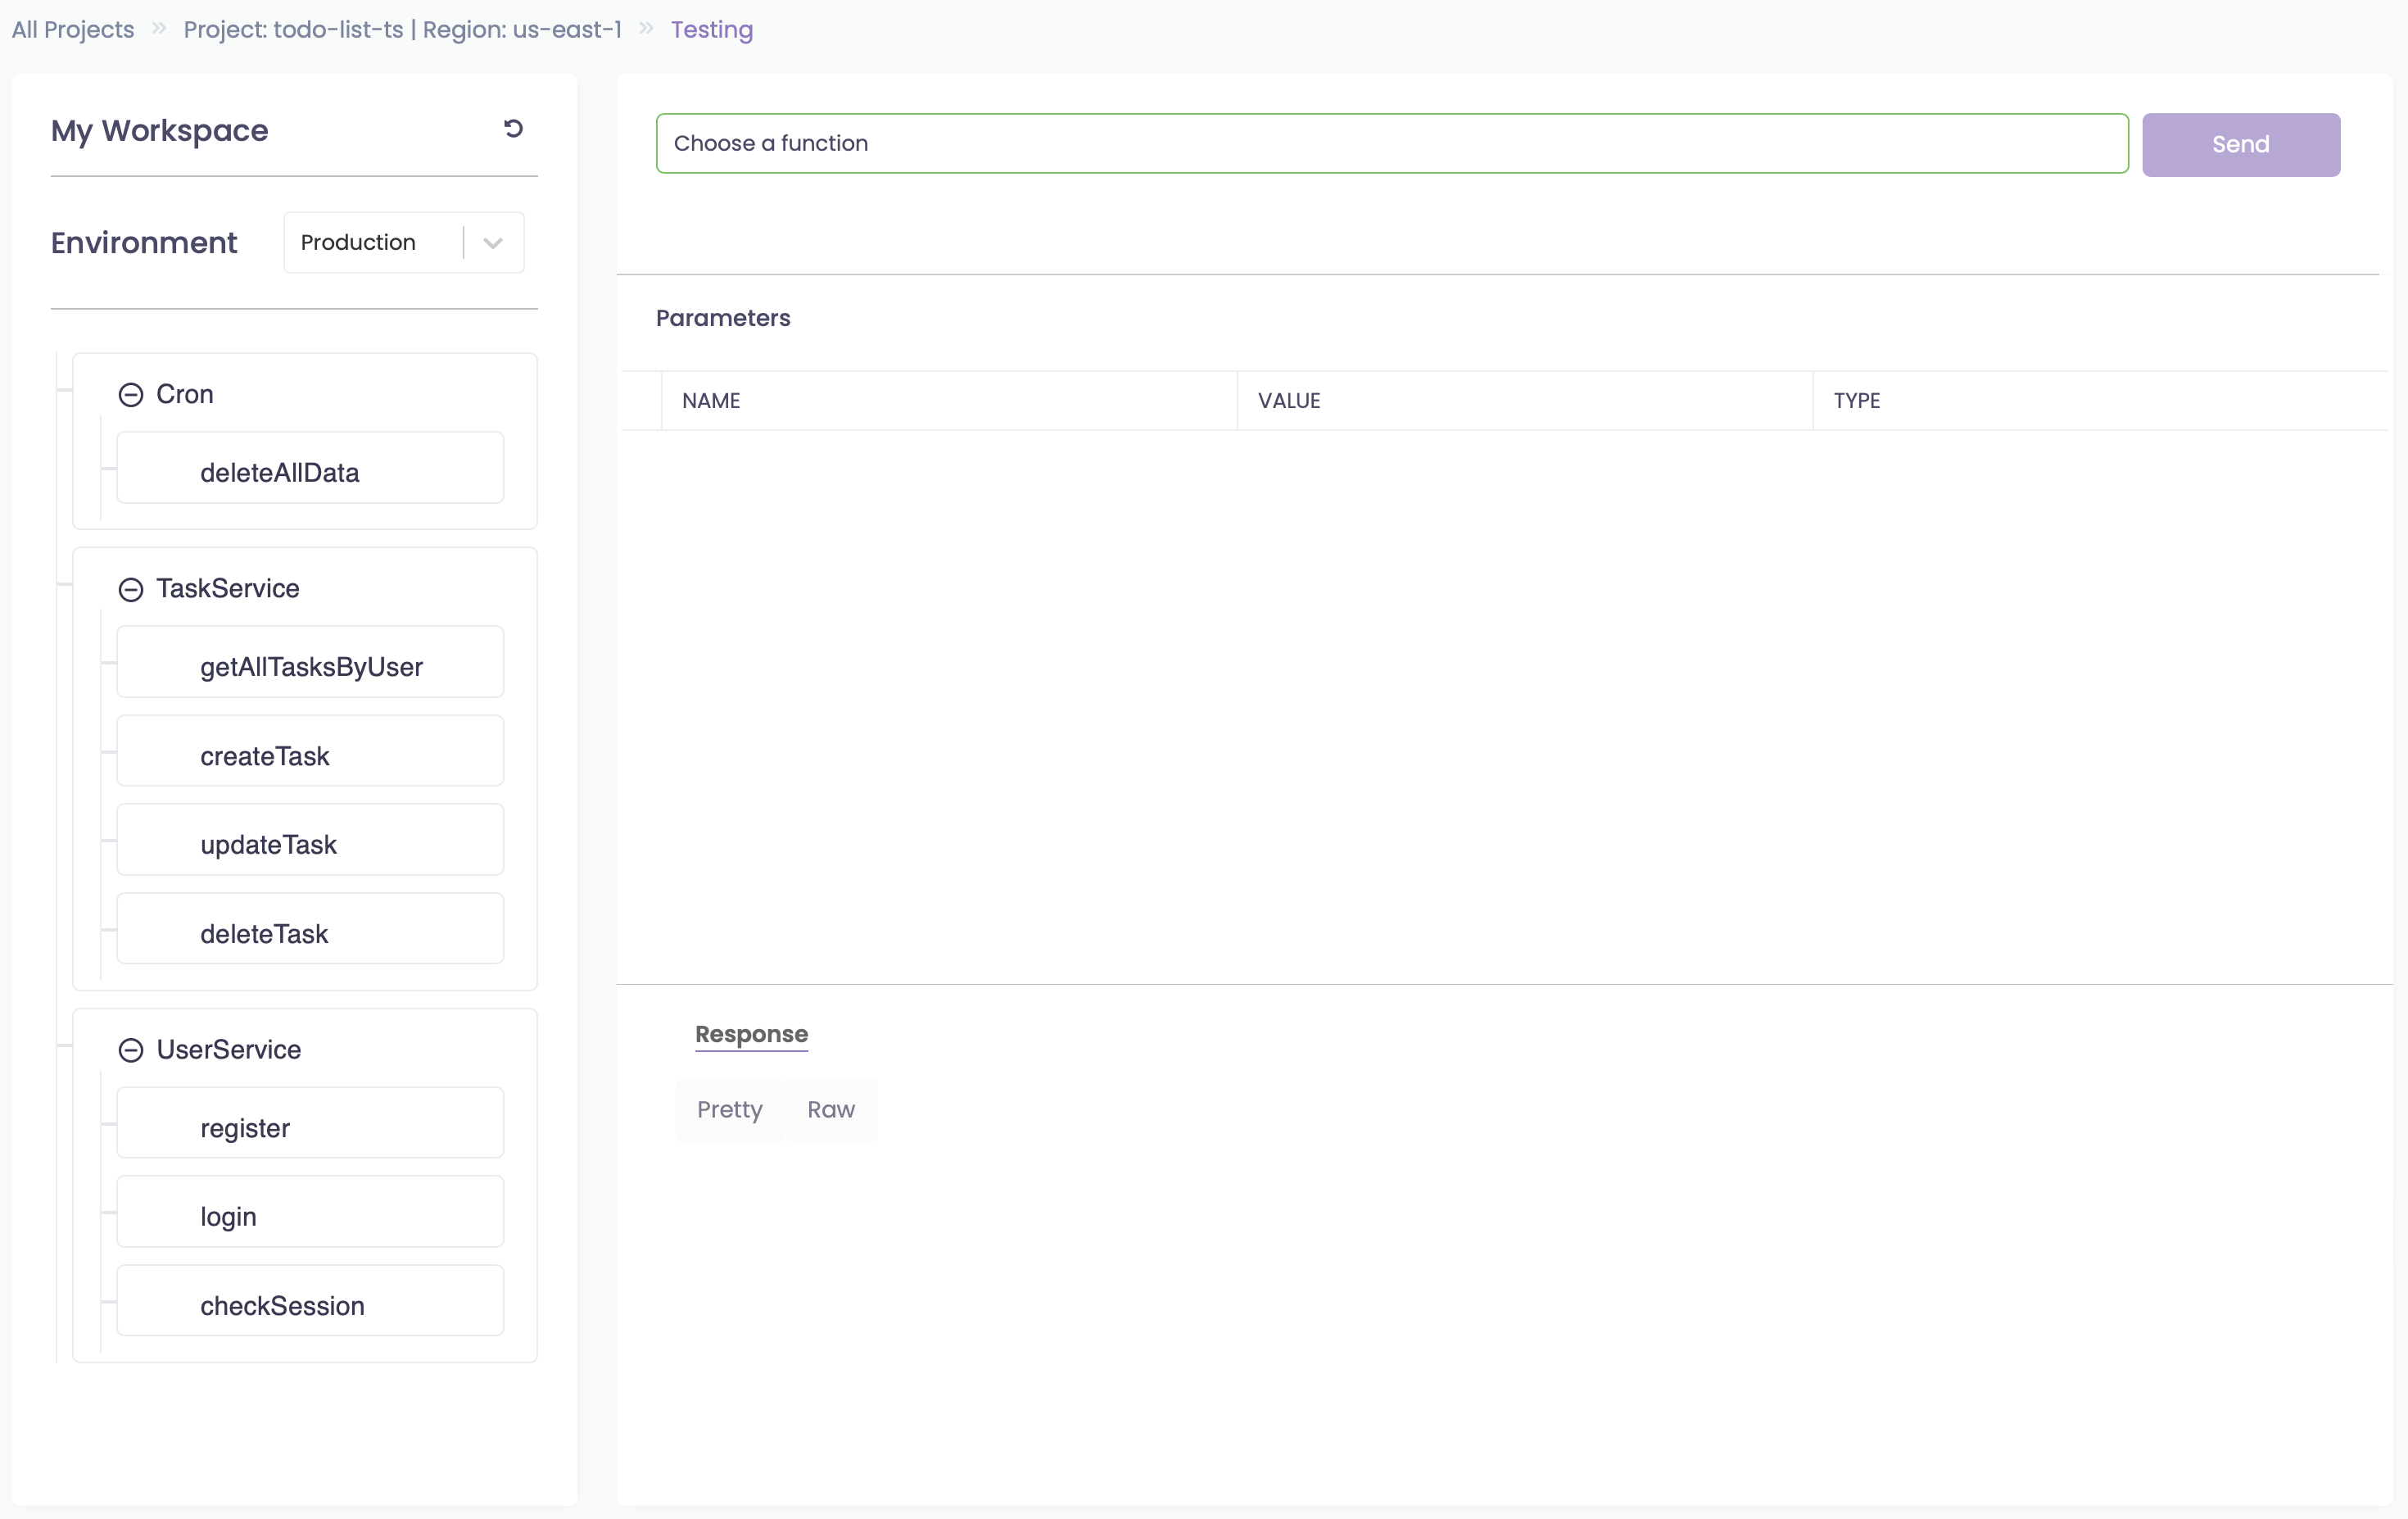 All Projects » Project: todo-list-ts | Region: us-east-1 » Testing
My Workspace
Environment
Production
Cron
deleteAllData
TaskService
getAllTasksByUser
createTask
updateTask
deleteTask
UserService
register
login
checkSession
Choose a function
Send
Parameters
NAME VALUE TYPE
Response
Pretty Raw